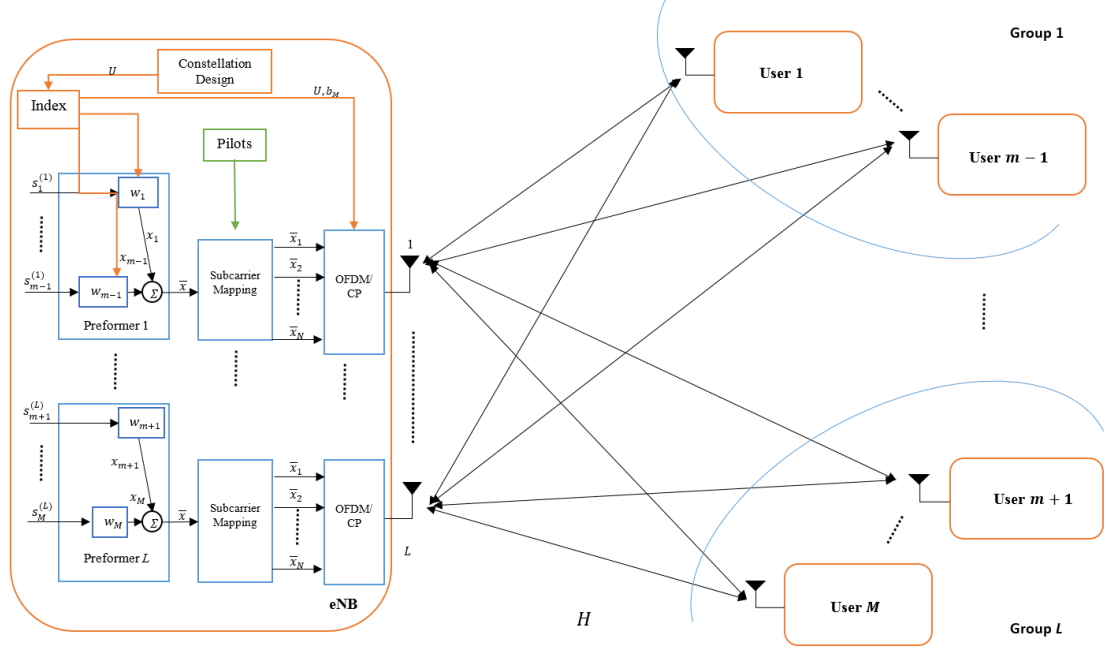 Group 1
Constellation
Design
U
Index
U, b_M
User 1
Pilots
User m − 1
s_1^(1)
w_1
x_1
x_{m−1}
s_{m−1}^(1)
w_{m−1}
Σ
x̅
Preformer 1
Subcarrier
Mapping
x̅_1
x̅_2
x̅_N
OFDM/
CP
1
s_{m+1}^(L)
w_{m+1}
x_{m+1}
x_M
s_M^(L)
w_M
Σ
x̅
Preformer L
Subcarrier
Mapping
x̅_1
x̅_2
x̅_N
OFDM/
CP
L
eNB
H
User m + 1
User M
Group L